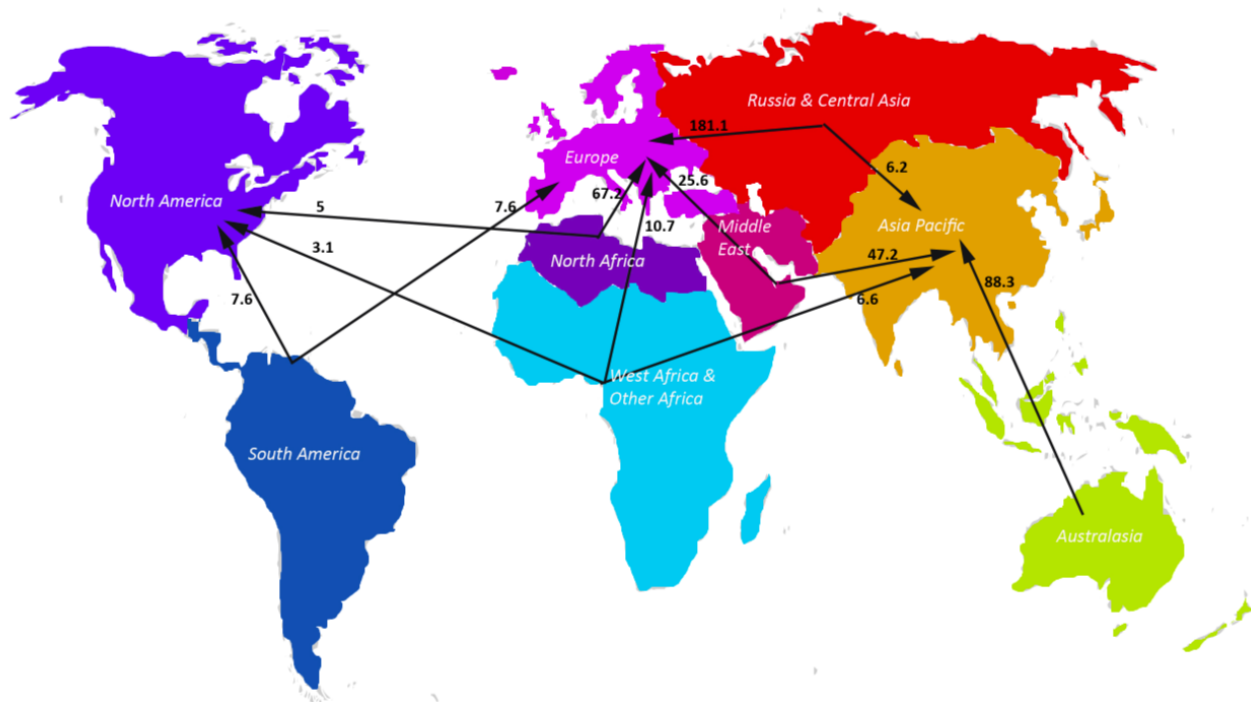 Russia & Central Asia
181.1
Europe
6.2
25.6
67.2
North America
7.6
5
10.7
Middle
East
Asia Pacific
3.1
North Africa
47.2
88.3
7.6
6.6
West Africa &
Other Africa
South America
Australasia